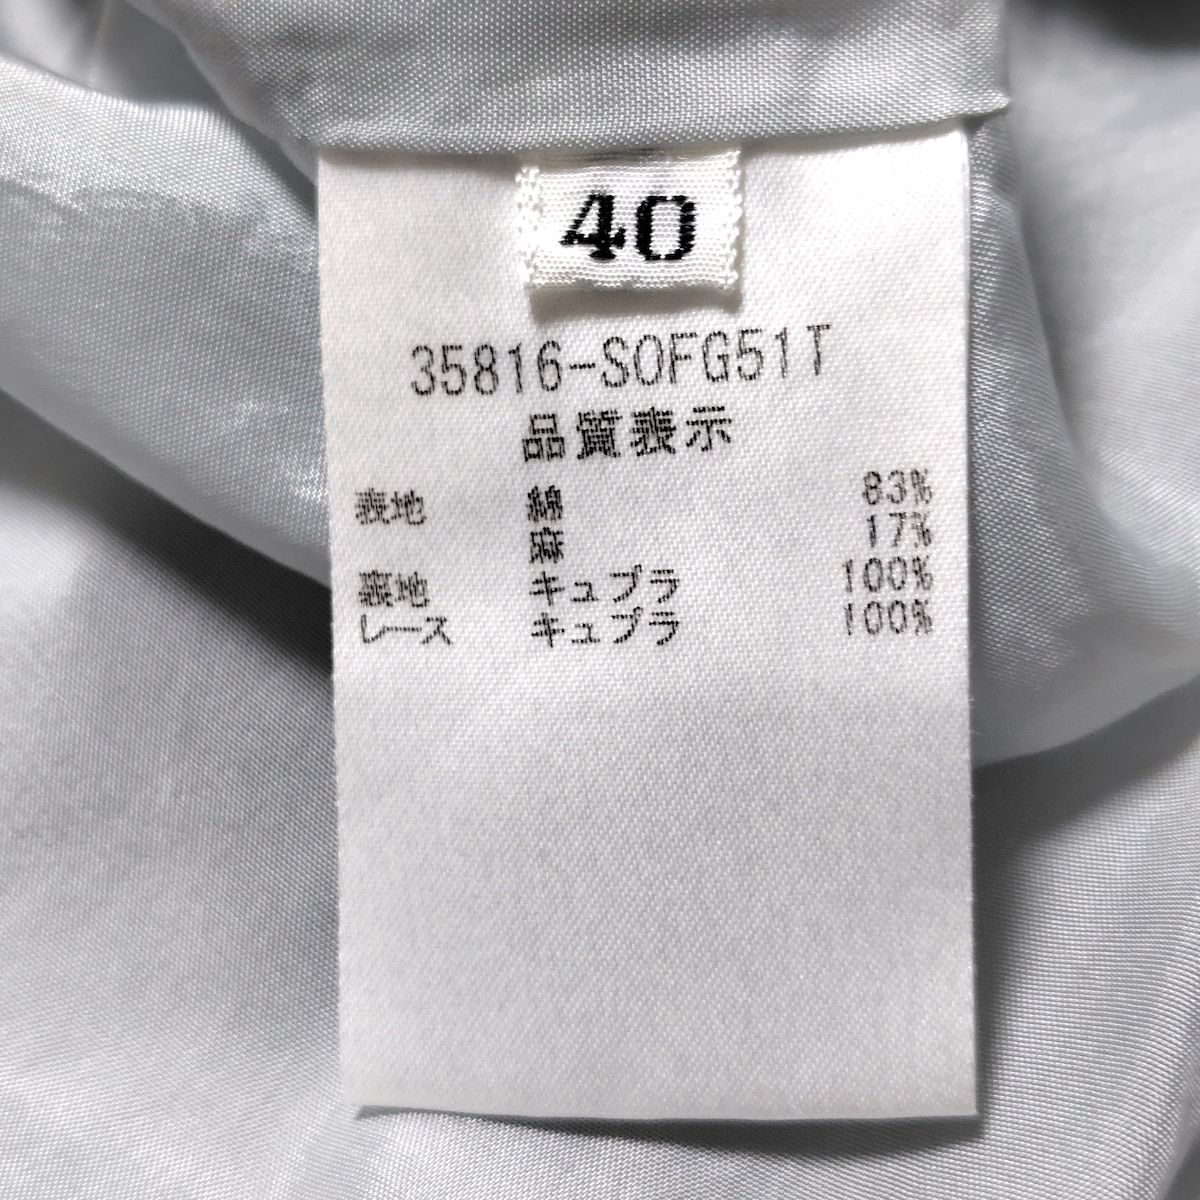 40
35816-SOFG51T
品質表示
表地 綿 83%
麻 17%
裏地 キュプラ 100%
レース キュプラ 100%